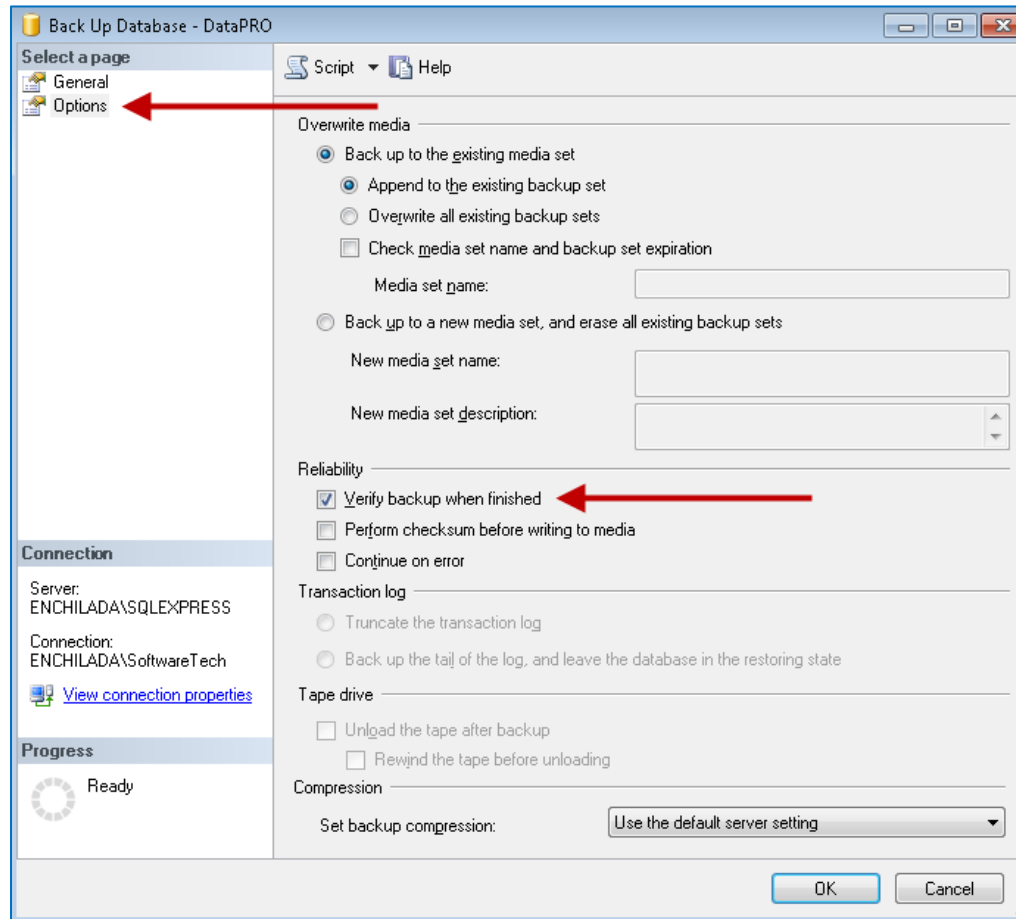 Back Up Database - DataPRO
Select a page
General
Options
Script Help
Overwrite media
Back up to the existing media set
Append to the existing backup set
Overwrite all existing backup sets
Check media set name and backup set expiration
Media set name:
Back up to a new media set, and erase all existing backup sets
New media set name:
New media set description:
Reliability
Verify backup when finished
Perform checksum before writing to media
Continue on error
Connection
Server:
ENCHILADA\SQLEXPRESS
Connection:
ENCHILADA\SoftwareTech
View connection properties
Transaction log
Truncate the transaction log
Back up the tail of the log, and leave the database in the restoring state
Tape drive
Unload the tape after backup
Rewind the tape before unloading
Progress
Ready
Compression
Set backup compression: Use the default server setting
OK Cancel